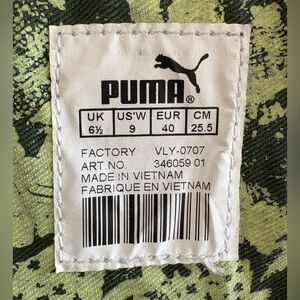 PUMA®
UK US'W EUR CM
6½ 9 40 25.5
FACTORY VLY-0707
ART.NO. 346059 01
MADE IN VIETNAM
FABRIQUE EN VIETNAM